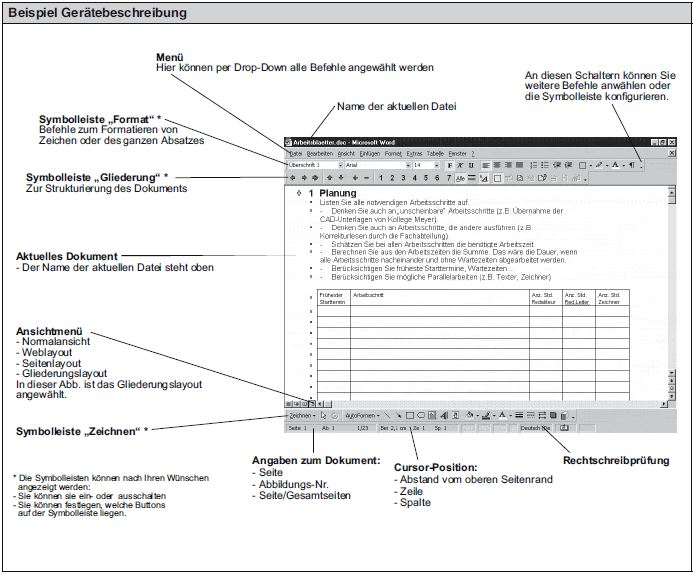 Beispiel Gerätebeschreibung
Menü
Hier können per Drop-Down alle Befehle angewählt werden
An diesen Schaltern können Sie
weitere Befehle anwählen oder
die Symbolleiste konfigurieren.
Name der aktuellen Datei
Symbolleiste „Format“ *
Befehle zum Formatieren von
Zeichen oder des ganzen Absatzes
Symbolleiste „Gliederung“ *
Zur Strukturierung des Dokuments
Aktuelles Dokument
- Der Name der aktuellen Datei steht oben
Ansichtmenü
- Normalansicht
- Weblayout
- Seitenlayout
- Gliederungslayout
In dieser Abb. ist das Gliederungslayout
angewählt.
Symbolleiste „Zeichnen“ *
* Die Symbolleisten können nach Ihren Wünschen
angezeigt werden:
- Sie können sie ein- oder ausschalten
- Sie können festlegen, welche Buttons
auf der Symbolleiste liegen.
Arbeitsblaetter.doc - Microsoft Word
Datei Bearbeiten Ansicht Einfügen Format Extras Tabelle Fenster ?
Überschrift 1 Arial 14 F K U
1 2 3 4 5 6 7 Alle
1 Planung
Listen Sie alle notwendigen Arbeitsschritte auf.
- Denken Sie auch an „unscheinbare“ Arbeitsschritte (z.B. Übernahme der
CAD-Unterlagen von Kollege Meyer).
- Denken Sie auch an Arbeitsschritte, die andere ausführen (z.B.
Korrekturlesen durch die Fachabteilung).
- Schätzen Sie bei allen Arbeitsschritten die benötigte Arbeitszeit
- Berechnen Sie aus den Arbeitszeiten die Summe. Das wäre die Dauer, wenn
alle Arbeitsschritte nacheinander und ohne Wartezeiten abgearbeitet werden.
- Berücksichtigen Sie früheste Starttermine, Wartezeiten ...
- Berücksichtigen Sie mögliche Parallelarbeiten (z.B. Texter, Zeichner)
Frühester Starttermin
Arbeitsschritt
Anz. Std. Redakteur
Anz. Std. Red.Leiter
Anz. Std. Zeichner
Zeichnen AutoFormen
Seite 1 Ab 1 1/23 Bei 2,1 cm Ze 1 Sp 1 Deutsch (De
Angaben zum Dokument:
- Seite
- Abbildungs-Nr.
- Seite/Gesamtseiten
Cursor-Position:
- Abstand vom oberen Seitenrand
- Zeile
- Spalte
Rechtschreibprüfung